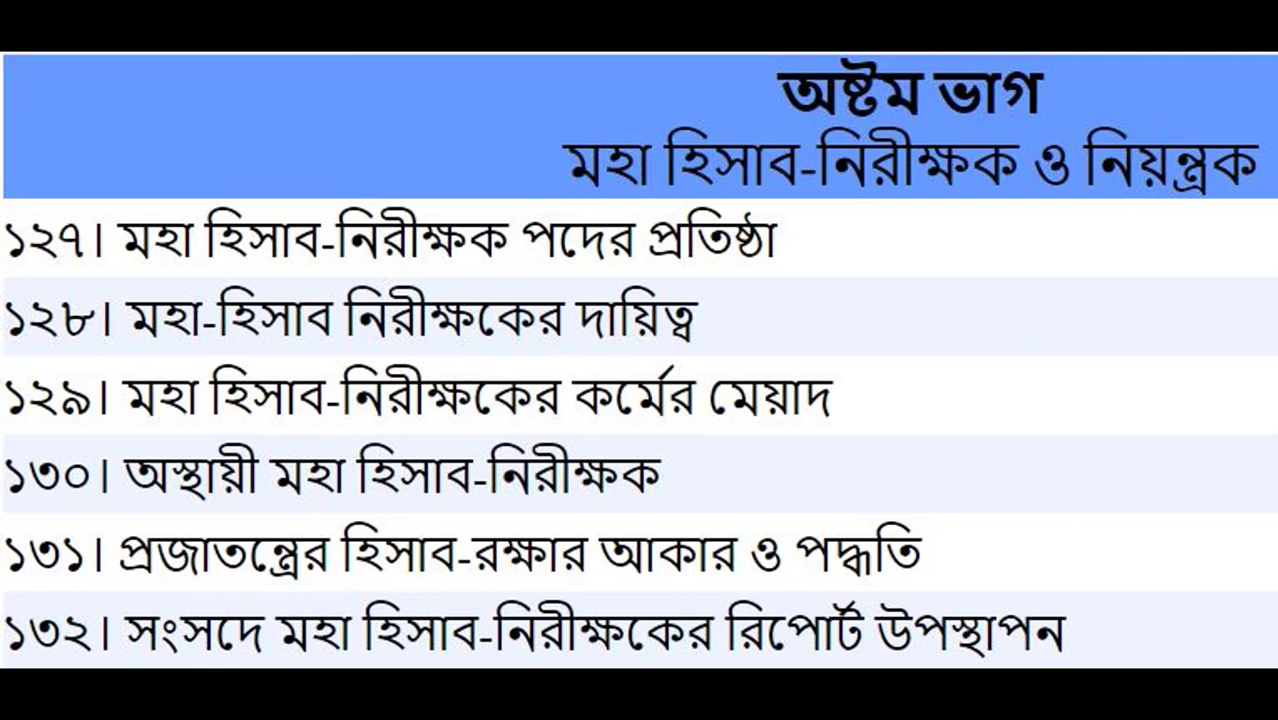 অষ্টম ভাগ
মহা হিসাব-নিরীক্ষক ও নিয়ন্ত্রক
১২৭। মহা হিসাব-নিরীক্ষক পদের প্রতিষ্ঠা
১২৮। মহা-হিসাব নিরীক্ষকের দায়িত্ব
১২৯। মহা হিসাব-নিরীক্ষকের কর্মের মেয়াদ
১৩০। অস্থায়ী মহা হিসাব-নিরীক্ষক
১৩১। প্রজাতন্ত্রের হিসাব-রক্ষার আকার ও পদ্ধতি
১৩২। সংসদে মহা হিসাব-নিরীক্ষকের রিপোর্ট উপস্থাপন